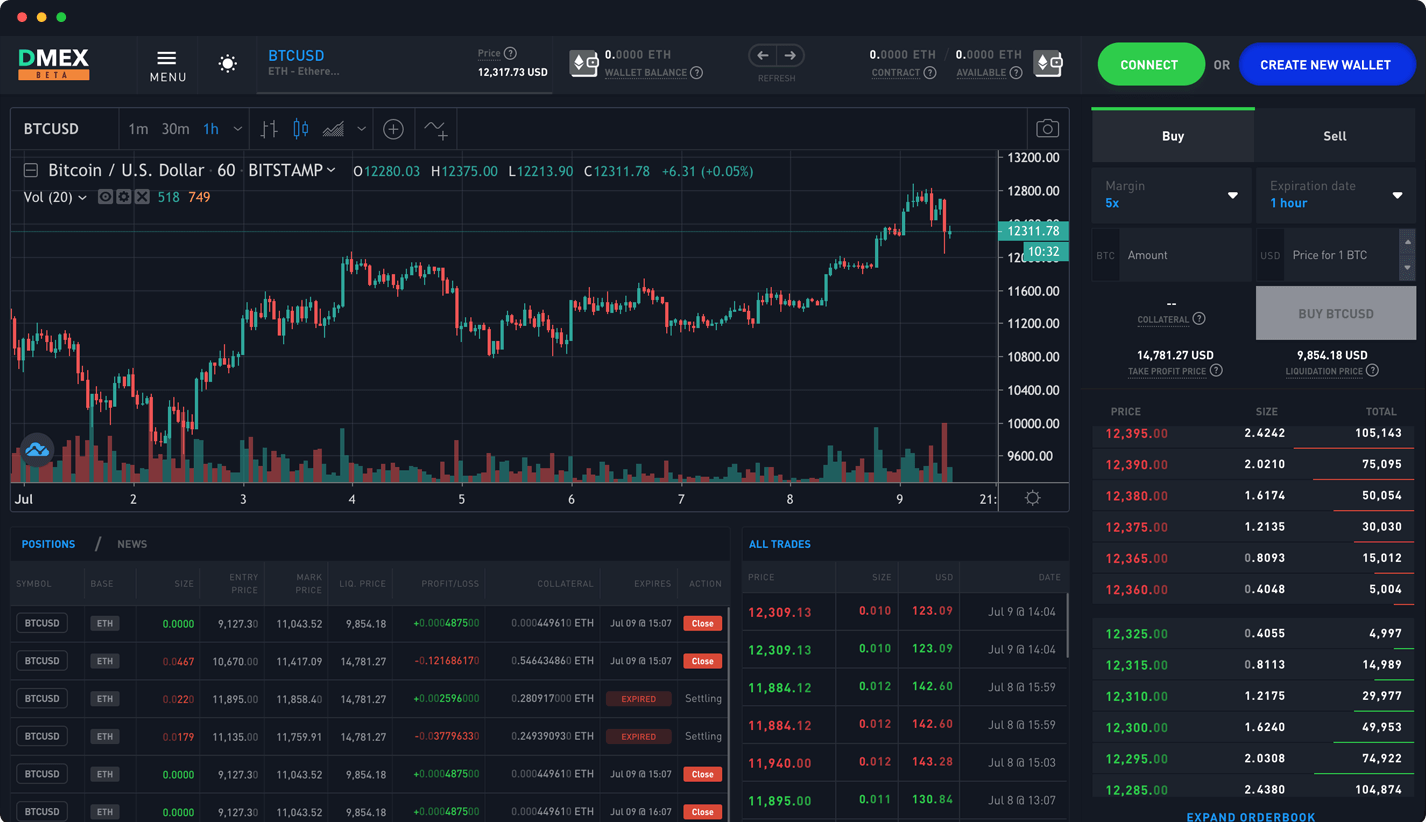 DMEX
BETA
MENU
BTCUSD
ETH - Ethere...
Price ?
12,317.73 USD
0.0000 ETH
WALLET BALANCE ?
REFRESH
0.0000 ETH / 0.0000 ETH
CONTRACT ? AVAILABLE ?
CONNECT OR CREATE NEW WALLET
BTCUSD 1m 30m 1h
Bitcoin / U.S. Dollar · 60 · BITSTAMP O12280.03 H12375.00 L12213.90 C12311.78 +6.31 (+0.05%)
Vol (20) 518 749
13200.00
12800.00
12311.78
10:32
11600.00
11200.00
10800.00
10400.00
10000.00
9600.00
Jul 2 3 4 5 6 7 8 9 21:
Buy Sell
Margin
5x
Expiration date
1 hour
BTC Amount
USD Price for 1 BTC
--
COLLATERAL ?
BUY BTCUSD
14,781.27 USD
TAKE PROFIT PRICE ?
9,854.18 USD
LIQUIDATION PRICE ?
PRICE SIZE TOTAL
12,395.00 2.4242 105,143
12,390.00 2.0210 75,095
12,380.00 1.6174 50,054
12,375.00 1.2135 30,030
12,365.00 0.8093 15,012
12,360.00 0.4048 5,004
12,325.00 0.4055 4,997
12,315.00 0.8113 14,989
12,310.00 1.2175 29,977
12,300.00 1.6240 49,953
12,295.00 2.0308 74,922
12,285.00 2.4380 104,874
EXPAND ORDERBOOK
POSITIONS / NEWS
SYMBOL BASE SIZE ENTRY PRICE MARK PRICE LIQ. PRICE PROFIT/LOSS COLLATERAL EXPIRES ACTION
BTCUSD ETH 0.0000 9,127.30 11,043.52 9,854.18 +0.000487500 0.000449610 ETH Jul 09 @ 15:07 Close
BTCUSD ETH 0.0467 10,670.00 11,417.09 14,781.27 -0.121686170 0.546434860 ETH Jul 09 @ 15:07 Close
BTCUSD ETH 0.0220 11,895.00 11,858.40 14,781.27 +0.002596000 0.280917000 ETH EXPIRED Settling
BTCUSD ETH 0.0179 11,135.00 11,759.91 14,781.27 -0.037796330 0.249390930 ETH EXPIRED Settling
BTCUSD ETH 0.0000 9,127.30 11,043.52 9,854.18 +0.000487500 0.000449610 ETH Jul 09 @ 15:07 Close
BTCUSD ETH 0.0000 9,127.30 11,043.52 9,854.18 +0.000487500 0.000449610 ETH Jul 09 @ 16:07 Close
ALL TRADES
PRICE SIZE USD DATE
12,309.13 0.010 123.09 Jul 9 @ 14:04
12,309.13 0.010 123.09 Jul 9 @ 14:04
11,884.12 0.012 142.60 Jul 8 @ 15:59
11,884.12 0.012 142.60 Jul 8 @ 15:59
11,940.00 0.012 143.28 Jul 8 @ 15:03
11,895.00 0.011 130.84 Jul 8 @ 13:07